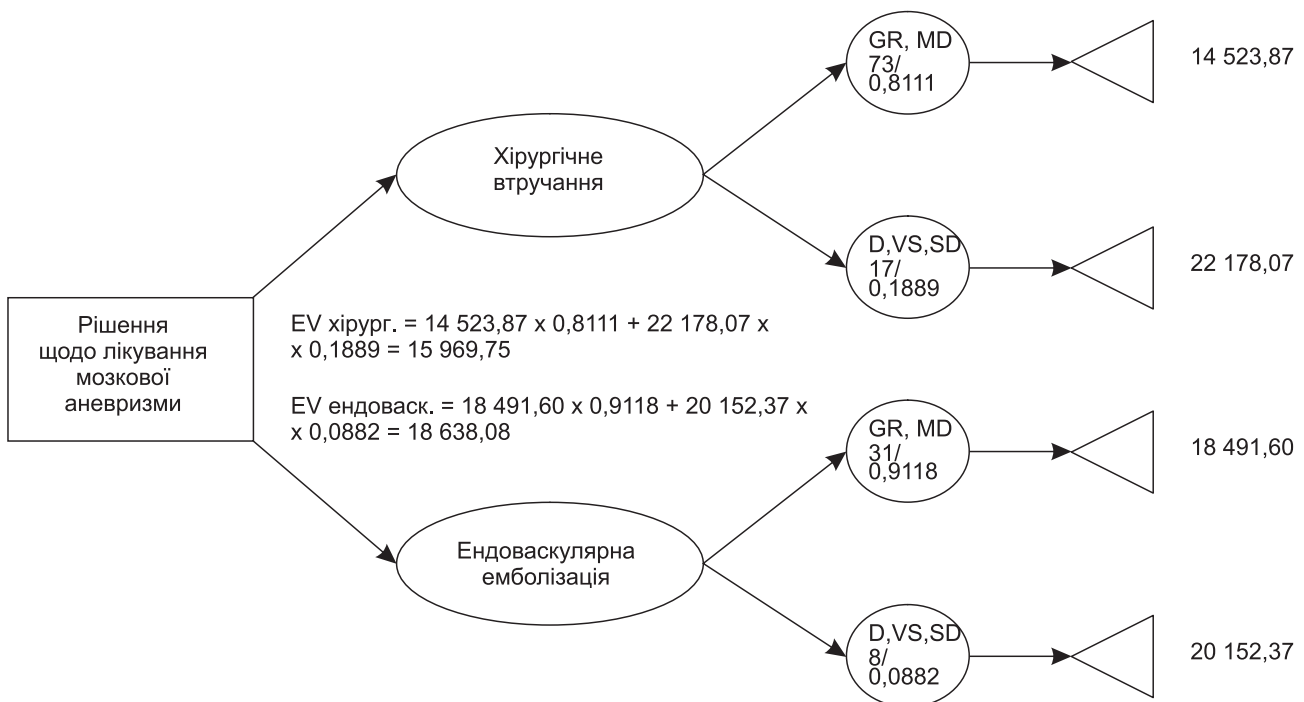 GR, MD
73/
0,8111
14 523,87
Хірургічне
втручання
D,VS,SD
17/
0,1889
22 178,07
Рішення
щодо лікування
мозкової
аневризми
EV хірург. = 14 523,87 x 0,8111 + 22 178,07 x
x 0,1889 = 15 969,75
EV ендоваск. = 18 491,60 x 0,9118 + 20 152,37 x
x 0,0882 = 18 638,08
GR, MD
31/
0,9118
18 491,60
Ендоваскулярна
емболізація
D,VS,SD
8/
0,0882
20 152,37